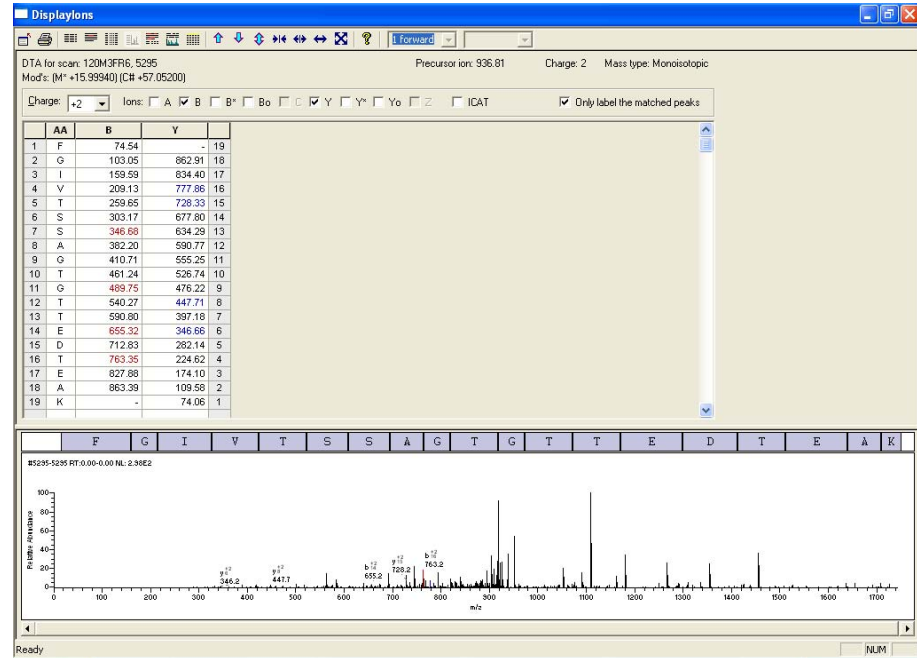 DisplayIons
1 forward
DTA for scan: 120M3FR6, 5295 Precursor ion: 936.81 Charge: 2 Mass type: Monoisotopic
Mod's: (M* +15.99940) (C# +57.05200)
Charge: +2 Ions: A B B* Bo C Y Y* Yo Z ICAT Only label the matched peaks
AA B Y
1 F 74.54 - 19
2 G 103.05 862.91 18
3 I 159.59 834.40 17
4 V 209.13 777.86 16
5 T 259.65 728.33 15
6 S 303.17 677.80 14
7 S 346.68 634.29 13
8 A 382.20 590.77 12
9 G 410.71 555.25 11
10 T 461.24 526.74 10
11 G 489.75 476.22 9
12 T 540.27 447.71 8
13 T 590.80 397.18 7
14 E 655.32 346.66 6
15 D 712.83 282.14 5
16 T 763.35 224.62 4
17 E 827.88 174.10 3
18 A 863.39 109.58 2
19 K - 74.06 1
F G I V T S S A G T G T T E D T E A K
#5295-5295 RT:0.00-0.00 NL: 2.98E2
Relative Abundance
100
80
60
40
20
0
y 6 +2 346.2
y 8 +2 447.7
b 14 +2 655.2
y 15 +2 728.2
b 16 +2 763.2
0 100 200 300 400 500 600 700 800 900 1000 1100 1200 1300 1400 1500 1600 1700
m/z
Ready NUM